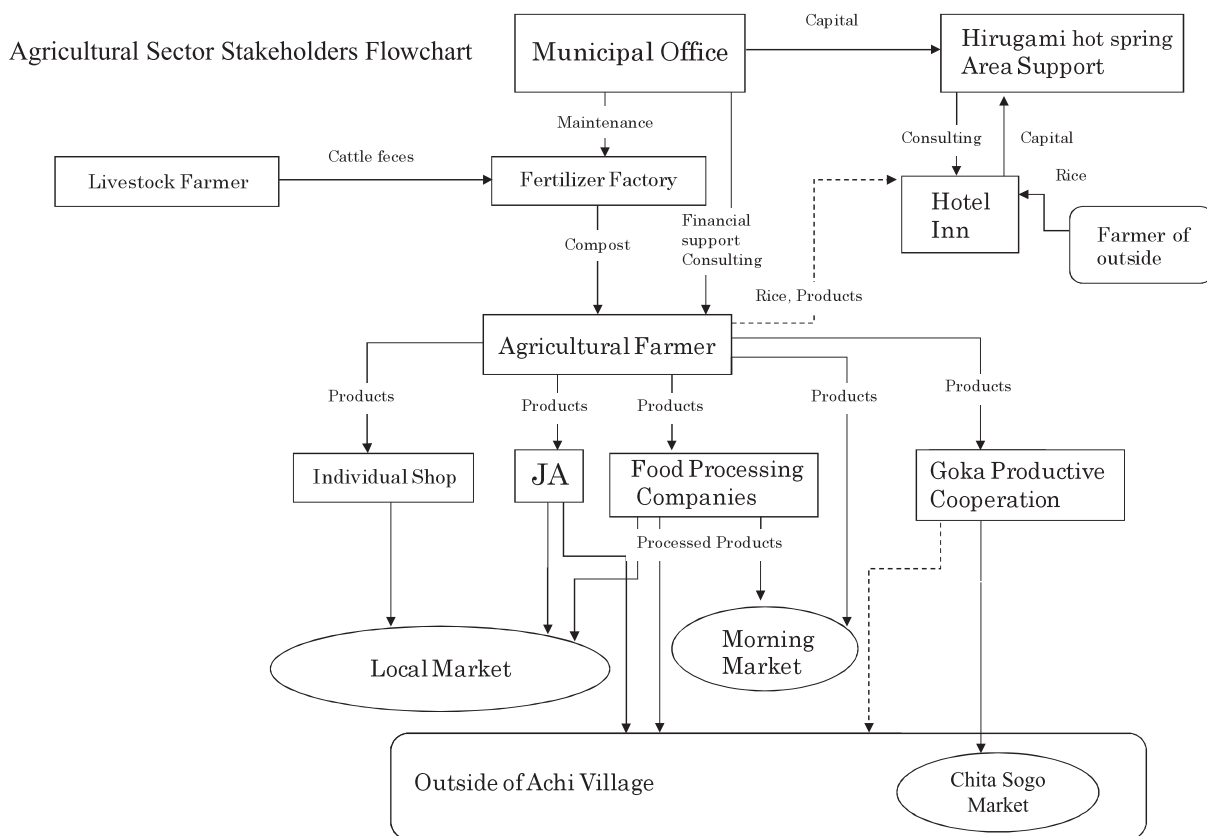 Agricultural Sector Stakeholders Flowchart
Municipal Office
Capital
Hirugami hot spring
Area Support
Maintenance
Consulting
Capital
Cattle feces
Livestock Farmer
Fertilizer Factory
Rice
Hotel
Inn
Farmer of
outside
Compost
Financial
support
Consulting
Rice, Products
Agricultural Farmer
Products
Products
Products
Products
Products
Individual Shop
JA
Food Processing
Companies
Goka Productive
Cooperation
Processed Products
Local Market
Morning
Market
Outside of Achi Village
Chita Sogo
Market